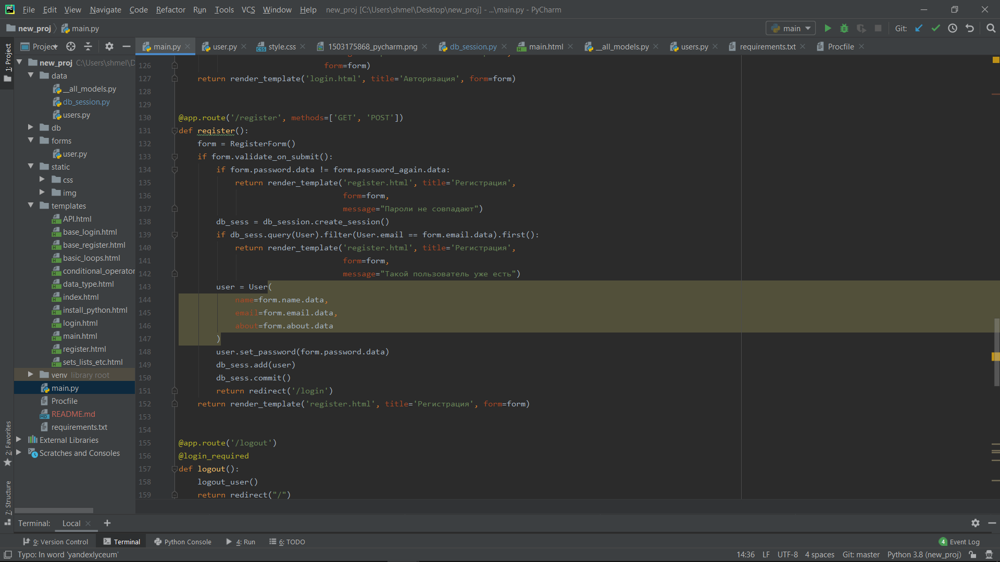 File Edit View Navigate Code Refactor Run Tools VCS Window Help new_proj [C:\Users\shmel\Desktop\new_proj] - ...\main.py - PyCharm
new_proj main.py main Git:
Project main.py user.py style.css 1503175868_pycharm.png db_session.py main.html __all_models.py users.py requirements.txt Procfile
1: Project
2: Favorites
7: Structure
new_proj C:\Users\shmel\D
data
__all_models.py
db_session.py
users.py
db
forms
user.py
static
css
img
templates
API.html
base_login.html
base_register.html
basic_loops.html
conditional_operator
data_type.html
index.html
install_python.html
login.html
main.html
register.html
sets_lists_etc.html
venv library root
main.py
Procfile
README.md
requirements.txt
External Libraries
Scratches and Consoles
126 form=form)
127 return render_template('login.html', title='Авторизация', form=form)
128
129
130 @app.route('/register', methods=['GET', 'POST'])
131 def reqister():
132 form = RegisterForm()
133 if form.validate_on_submit():
134 if form.password.data != form.password_again.data:
135 return render_template('register.html', title='Регистрация',
136 form=form,
137 message="Пароли не совпадают")
138 db_sess = db_session.create_session()
139 if db_sess.query(User).filter(User.email == form.email.data).first():
140 return render_template('register.html', title='Регистрация',
141 form=form,
142 message="Такой пользователь уже есть")
143 user = User(
144 name=form.name.data,
145 email=form.email.data,
146 about=form.about.data
147 )
148 user.set_password(form.password.data)
149 db_sess.add(user)
150 db_sess.commit()
151 return redirect('/login')
152 return render_template('register.html', title='Регистрация', form=form)
153
154
155 @app.route('/logout')
156 @login_required
157 def logout():
158 logout_user()
159 return redirect("/")
Terminal: Local +
9: Version Control Terminal Python Console 4: Run 6: TODO 4 Event Log
Typo: In word 'yandexlyceum' 14:36 LF UTF-8 4 spaces Git: master Python 3.8 (new_proj)